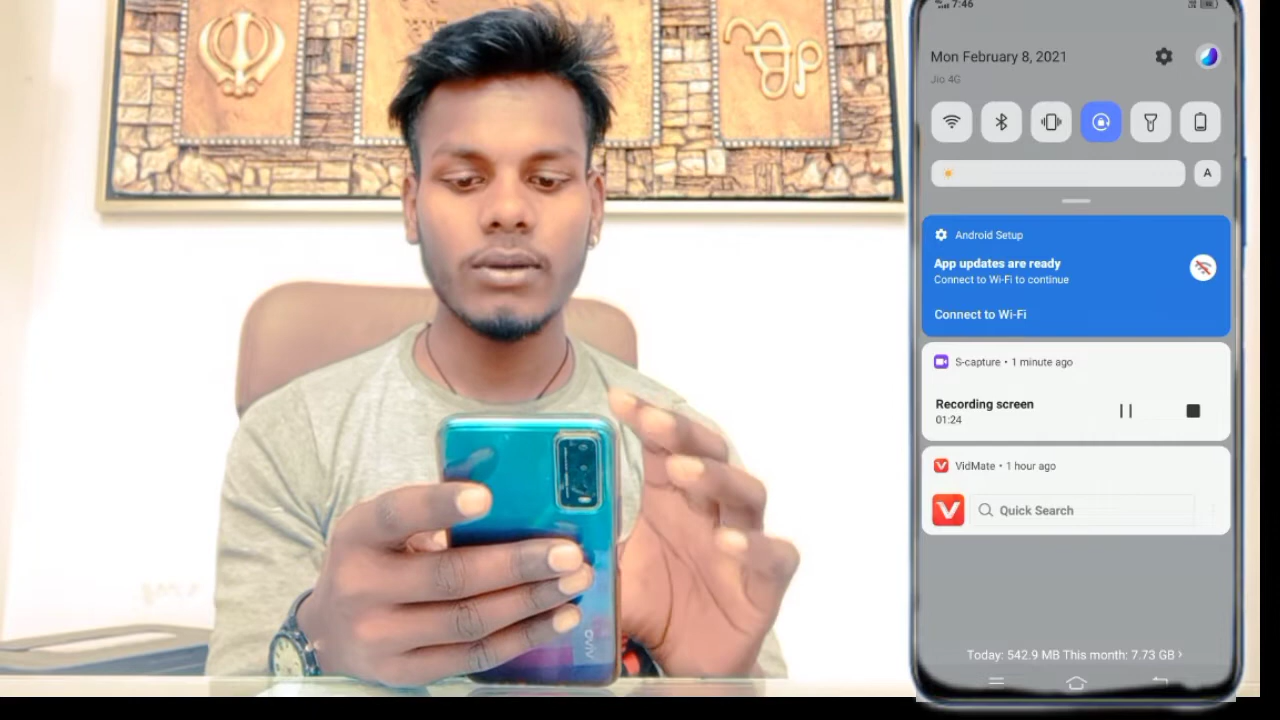 7:46
Mon February 8, 2021
Jio 4G
A
Android Setup
App updates are ready
Connect to Wi-Fi to continue
Connect to Wi-Fi
S-capture • 1 minute ago
Recording screen
01:24
VidMate • 1 hour ago
Quick Search
Today: 542.9 MB This month: 7.73 GB
vivo